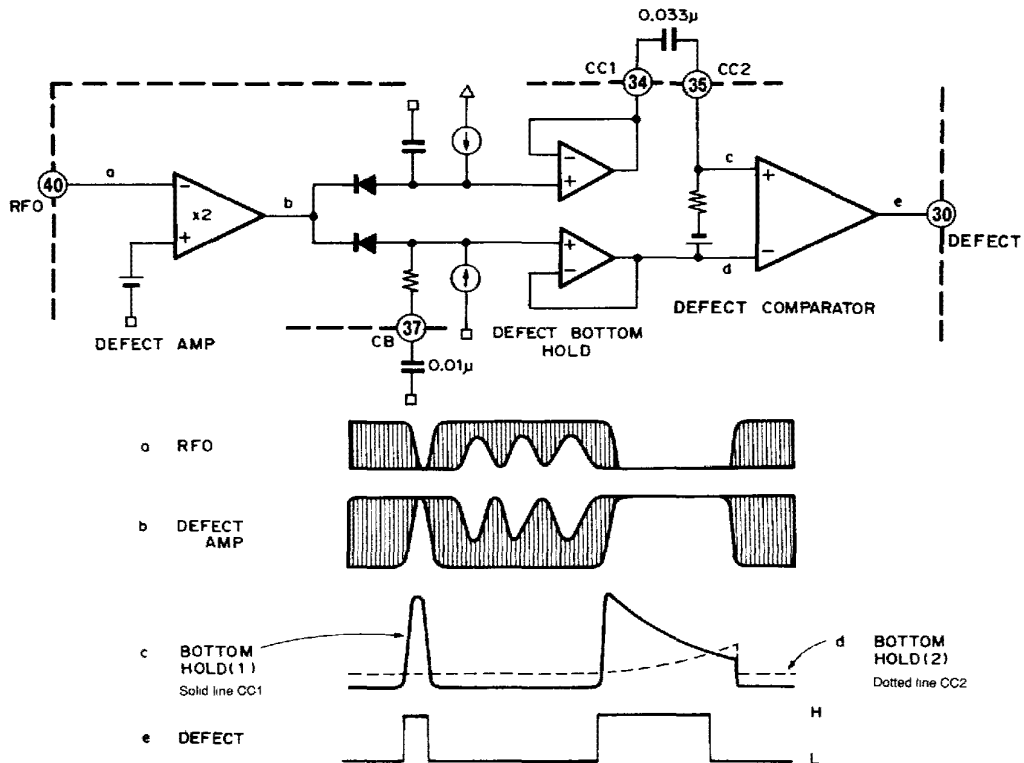 0.033μ
CC1
34
35
CC2
40
a
RFO
x2
b
c
e
30
DEFECT
d
37
CB
0.01μ
DEFECT AMP
DEFECT BOTTOM
HOLD
DEFECT COMPARATOR
a RFO
b DEFECT
AMP
c BOTTOM
HOLD(1)
Solid line CC1
d BOTTOM
HOLD(2)
Dotted line CC2
e DEFECT
H
L